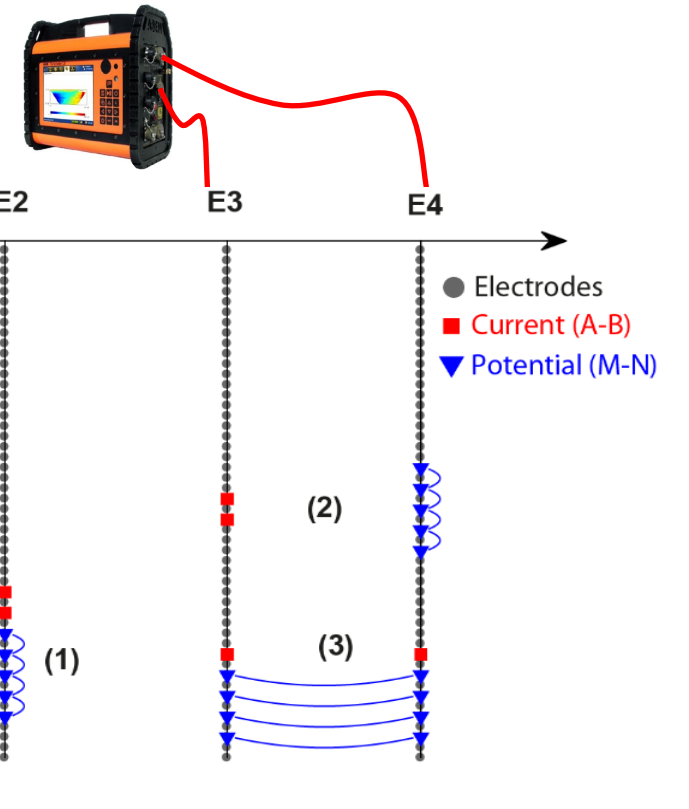 E2
E3
E4
Electrodes
Current (A-B)
Potential (M-N)
(2)
(3)
(1)